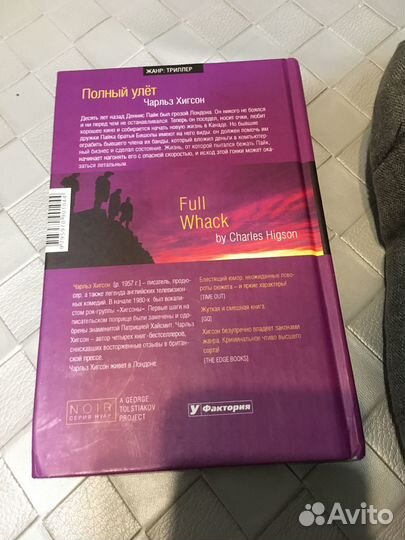 ЖАНР: ТРИЛЛЕР
Полный улёт
Чарльз Хигсон
Десять лет назад Деннис Пайк был грозой Лондона. Он никого не боялся
и ни перед чем не останавливался. Теперь он поседел, носит очки, любит
хорошее кино и собирается начать новую жизнь в Канаде. Но бывшие
дружки Пайка братья Бишопы имеют на него виды: он должен помочь им
ограбить бывшего члена их банды, который вложил деньги в компьютер-
ный бизнес и сделал состояние. Жизнь, от которой пытался бежать Пайк,
начинает нагонять его с опасной скоростью, и исход этой гонки может ока-
заться летальным
Full
Whack
by Charles Higson
Чарльз Хигсон (р. 1957 г.) – писатель, продю-
сер, а также легенда английских телевизион-
ных комедий. В начале 1980-х был вокали-
стом рок-группы «Хигсоны». Первые шаги на
писательском поприще были замечены и одо-
брены знаменитой Патрицией Хайсмит. Чарльз
Хигсон – автор четырех книг-бестселлеров,
снискавших восторженные отзывы в британ-
ской прессе.
Чарльз Хигсон живет в Лондоне.
Блестящий юмор, неожиданные пово-
роты сюжета – и яркие характеры!
[TIME OUT]
Жуткая и смешная книга.
[GQ]
Хигсон безупречно владеет законами
жанра. Криминальное чтиво высшего
сорта!
[THE EDGE BOOKS]
NOIR
СЕРИЯ НУАР
A GEORGE
TOLSTIAKOV
PROJECT
У Фактория
Avito